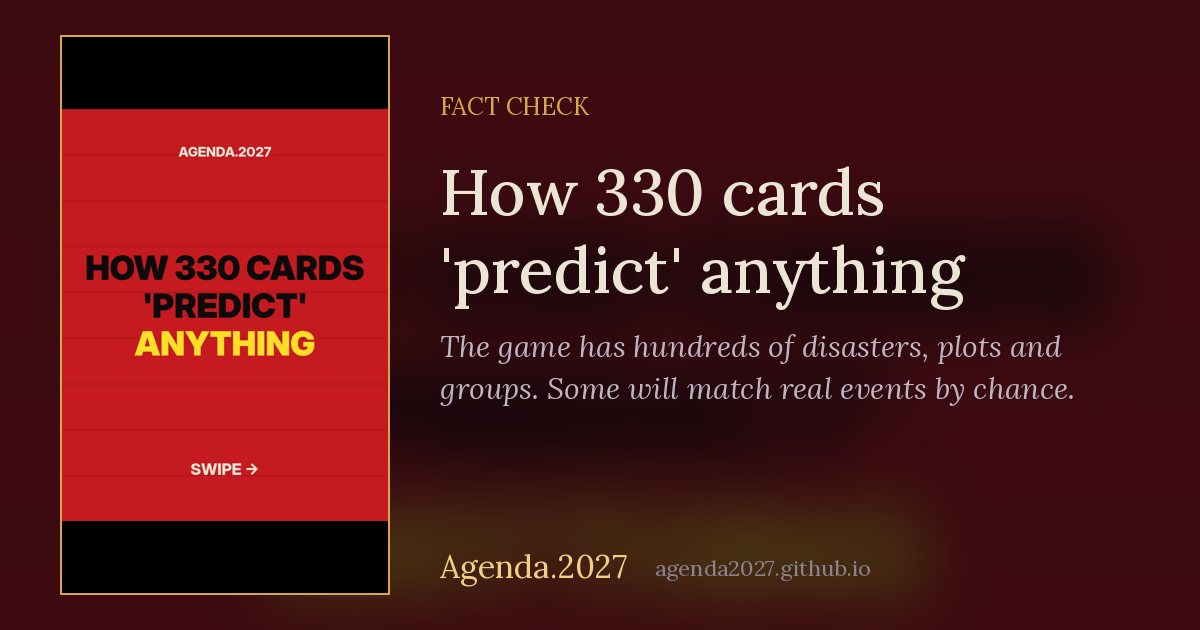 AGENDA.2027
HOW 330 CARDS
'PREDICT'
ANYTHING
SWIPE →
FACT CHECK
How 330 cards
'predict' anything
The game has hundreds of disasters, plots and
groups. Some will match real events by chance.
Agenda.2027 agenda2027.github.io